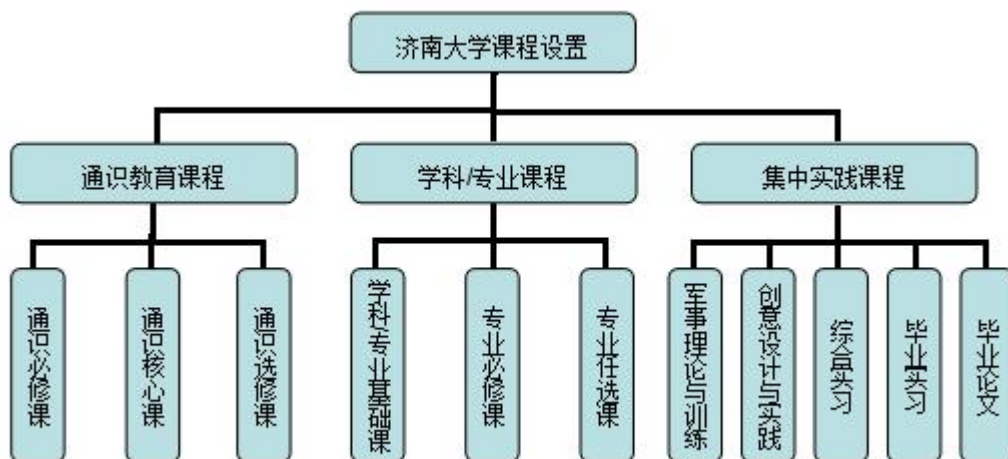 济南大学课程设置
通识教育课程
学科/专业课程
集中实践课程
通识必修课
通识核心课
通识选修课
学科/专业基础课
专业必修课
专业任选课
军事理论与训练
创意设计与实践
综合实习
毕业实习
毕业论文